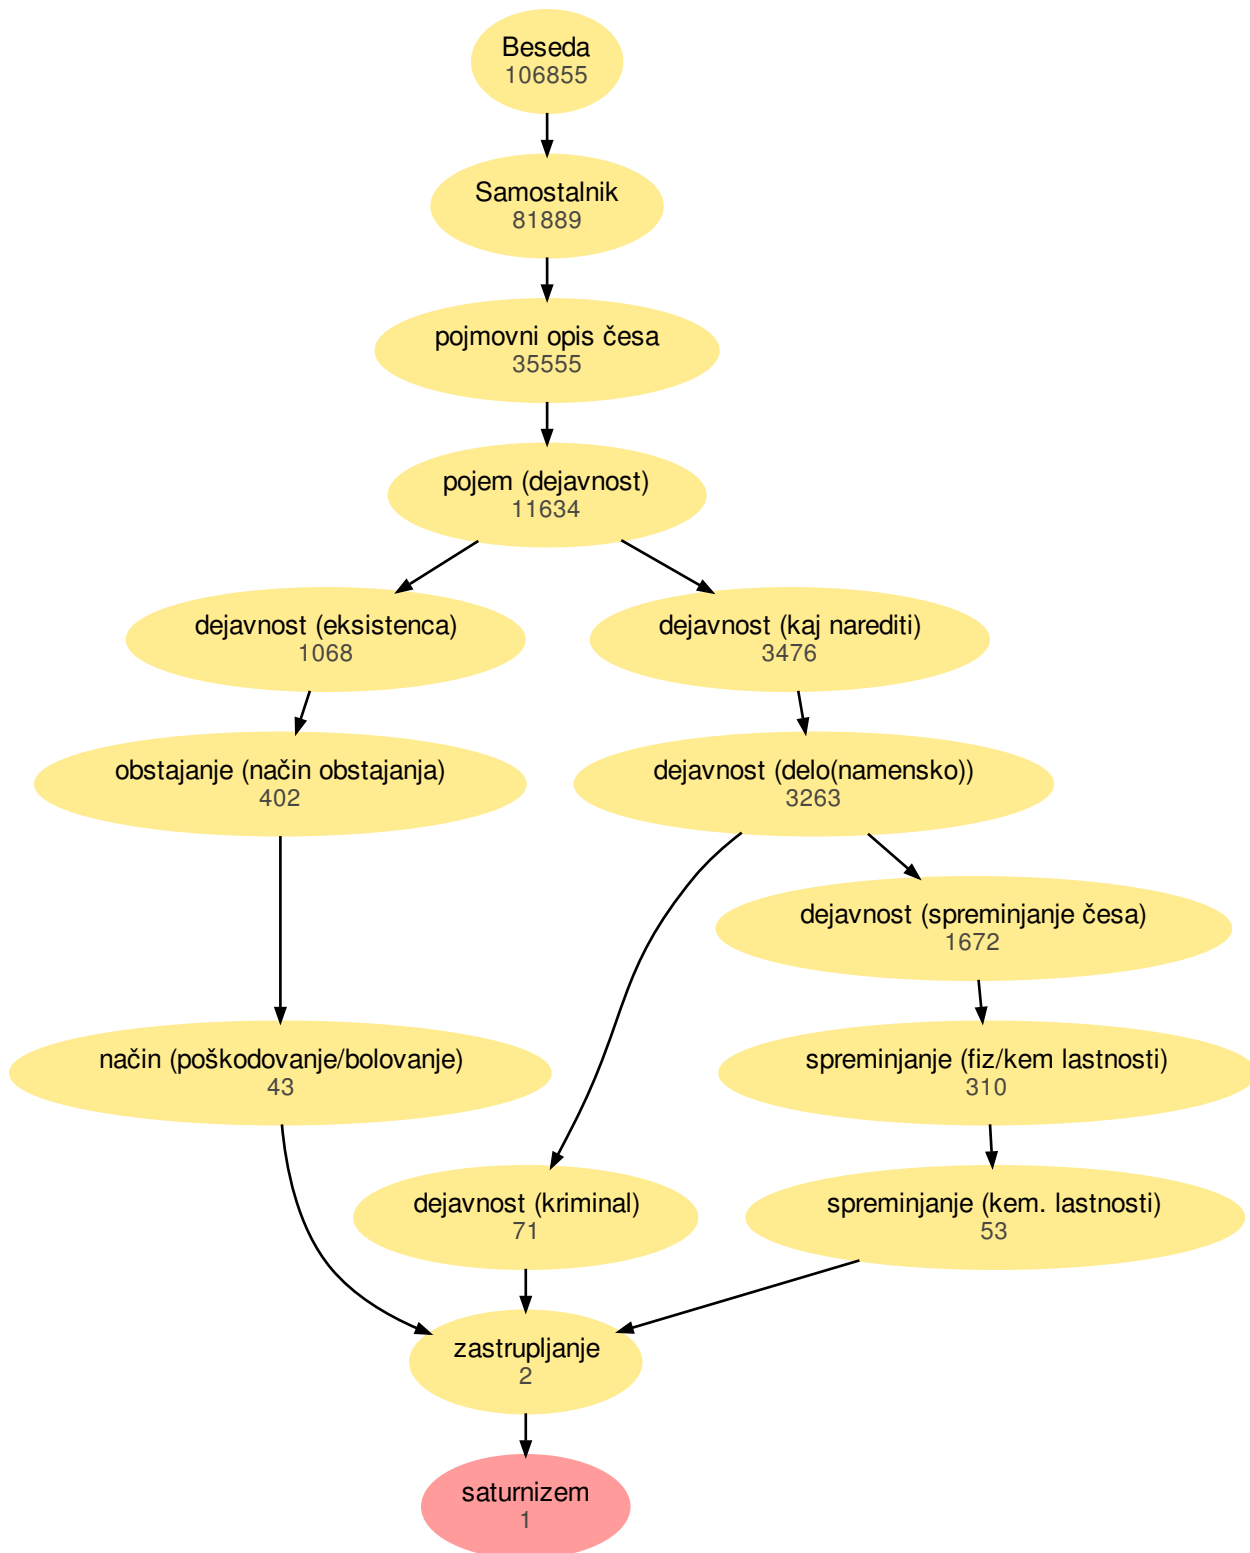 Beseda
106855
Samostalnik
81889
pojmovni opis česa
35555
pojem (dejavnost)
11634
dejavnost (eksistenca)
1068
dejavnost (kaj narediti)
3476
obstajanje (način obstajanja)
402
dejavnost (delo(namensko))
3263
dejavnost (spreminjanje česa)
1672
način (poškodovanje/bolovanje)
43
spreminjanje (fiz/kem lastnosti)
310
dejavnost (kriminal)
71
spreminjanje (kem. lastnosti)
53
zastrupljanje
2
saturnizem
1